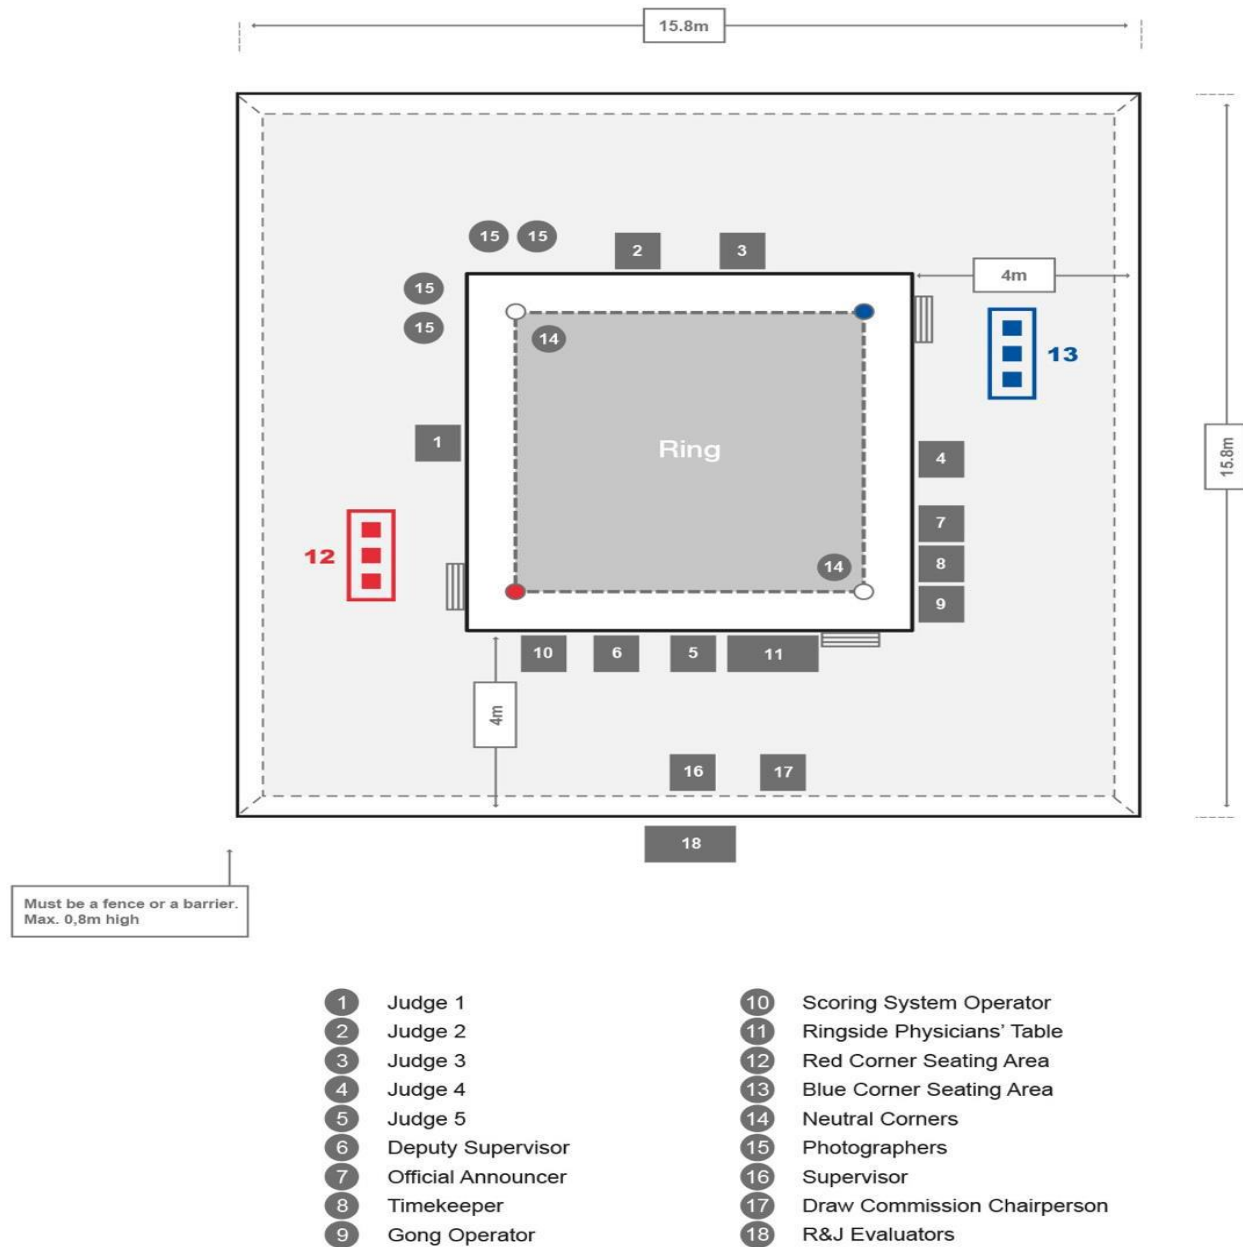 15.8m
15 15 2 3
15
4m
15
14
13
Ring
1
4
15.8m
7
12
8
14
9
10 6 5 11
4m
16 17
18
Must be a fence or a barrier.
Max. 0,8m high
1 Judge 1
2 Judge 2
3 Judge 3
4 Judge 4
5 Judge 5
6 Deputy Supervisor
7 Official Announcer
8 Timekeeper
9 Gong Operator
10 Scoring System Operator
11 Ringside Physicians’ Table
12 Red Corner Seating Area
13 Blue Corner Seating Area
14 Neutral Corners
15 Photographers
16 Supervisor
17 Draw Commission Chairperson
18 R&J Evaluators